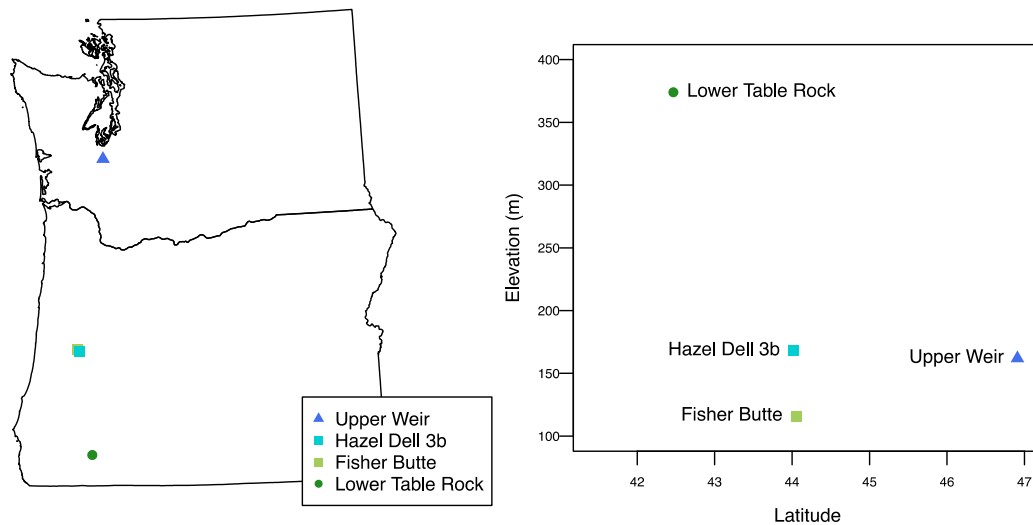 Upper Weir
Hazel Dell 3b
Fisher Butte
Lower Table Rock
400
350
300
250
200
150
100
Elevation (m)
Lower Table Rock
Hazel Dell 3b
Upper Weir
Fisher Butte
42 43 44 45 46 47
Latitude